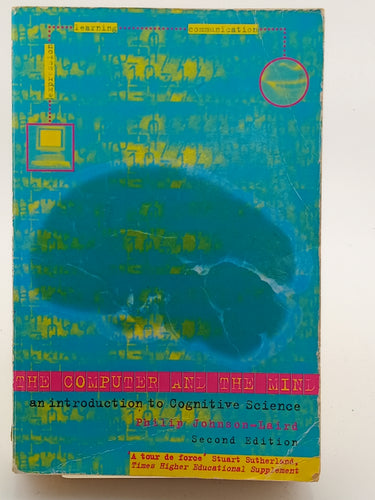 learning communication
THE COMPUTER AND THE MIND
an introduction to Cognitive Science
Philip Johnson-Laird
Second Edition
'A tour de force' Stuart Sutherland,
Times Higher Educational Supplement